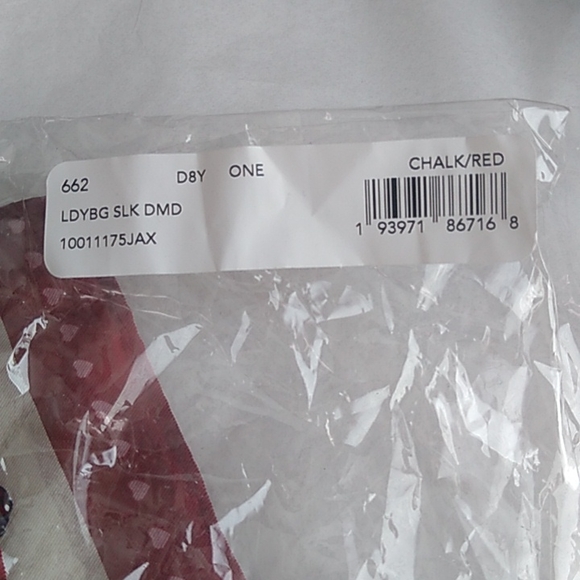 662 D8Y ONE CHALK/RED
LDYBG SLK DMD
10011175JAX
1 93971 86716 8